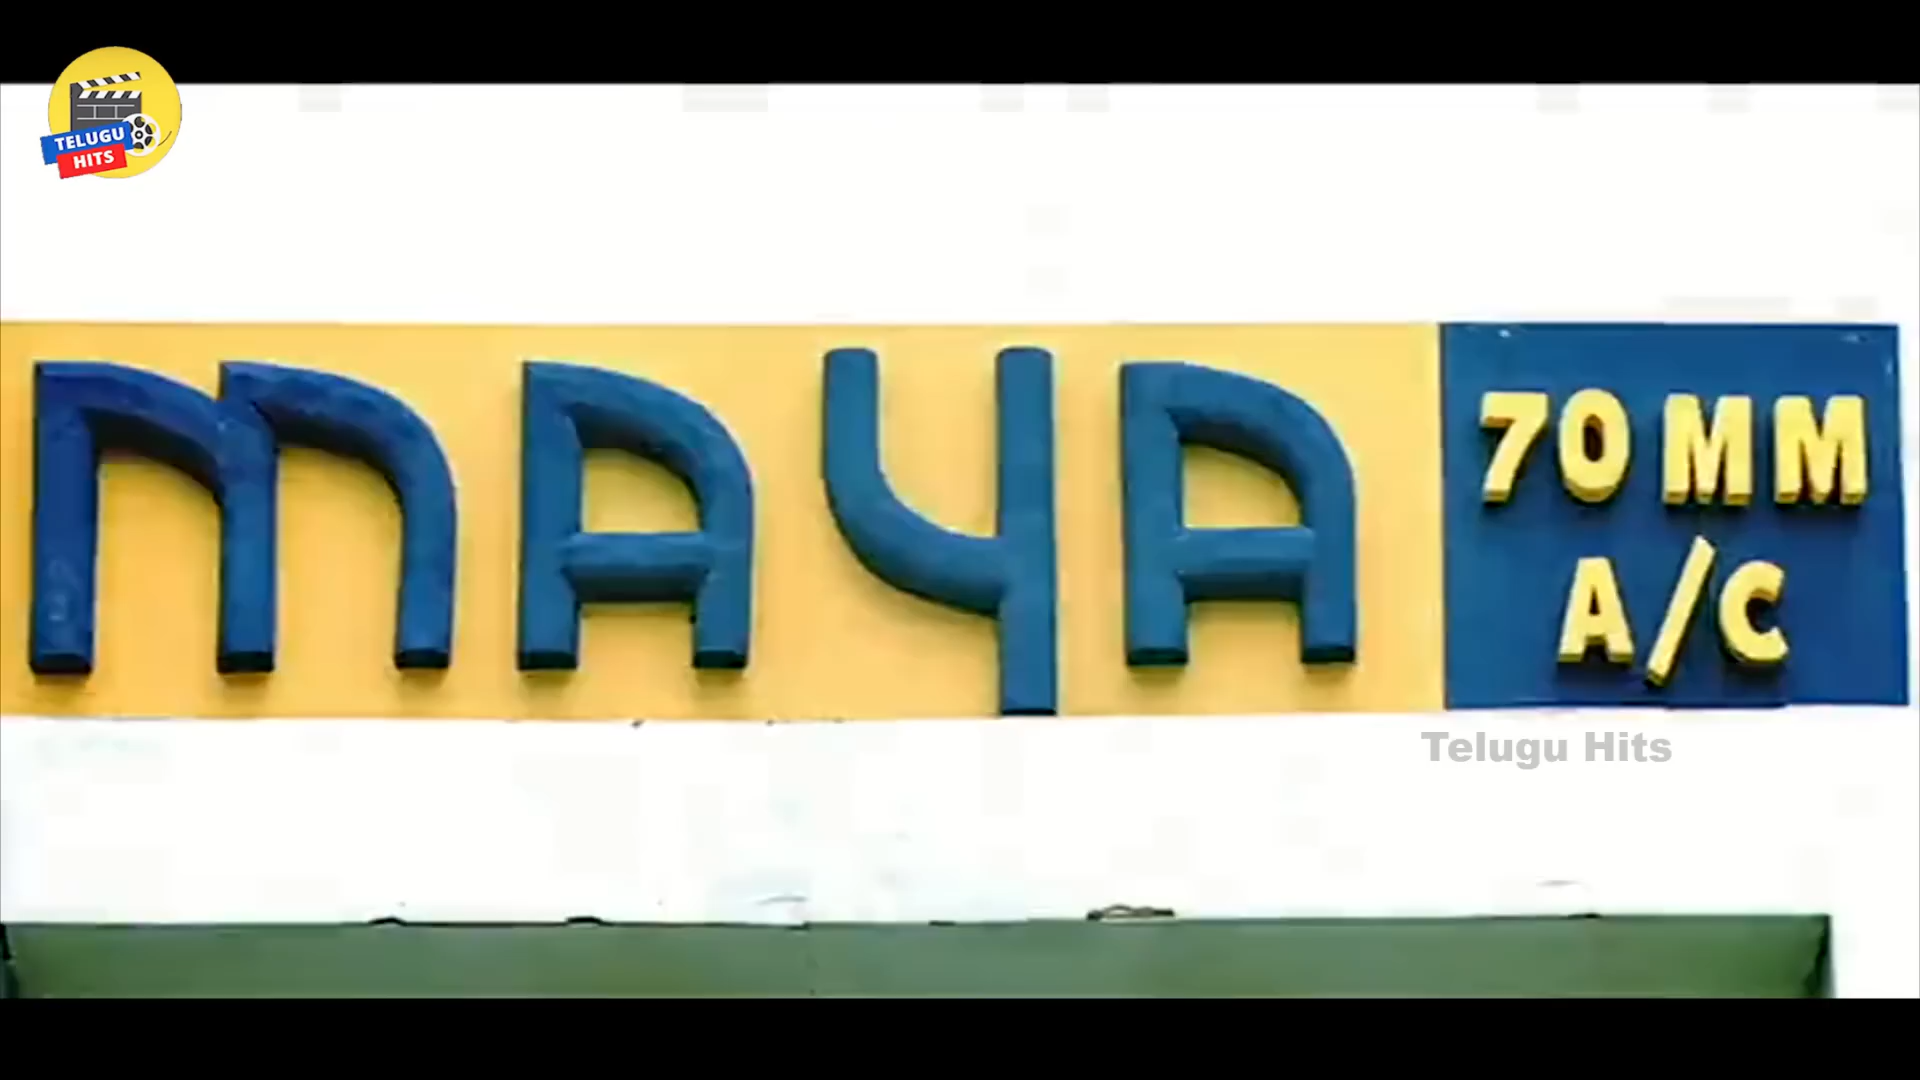 TELUGU
HITS
MAYA
70 MM
A/C
Telugu Hits